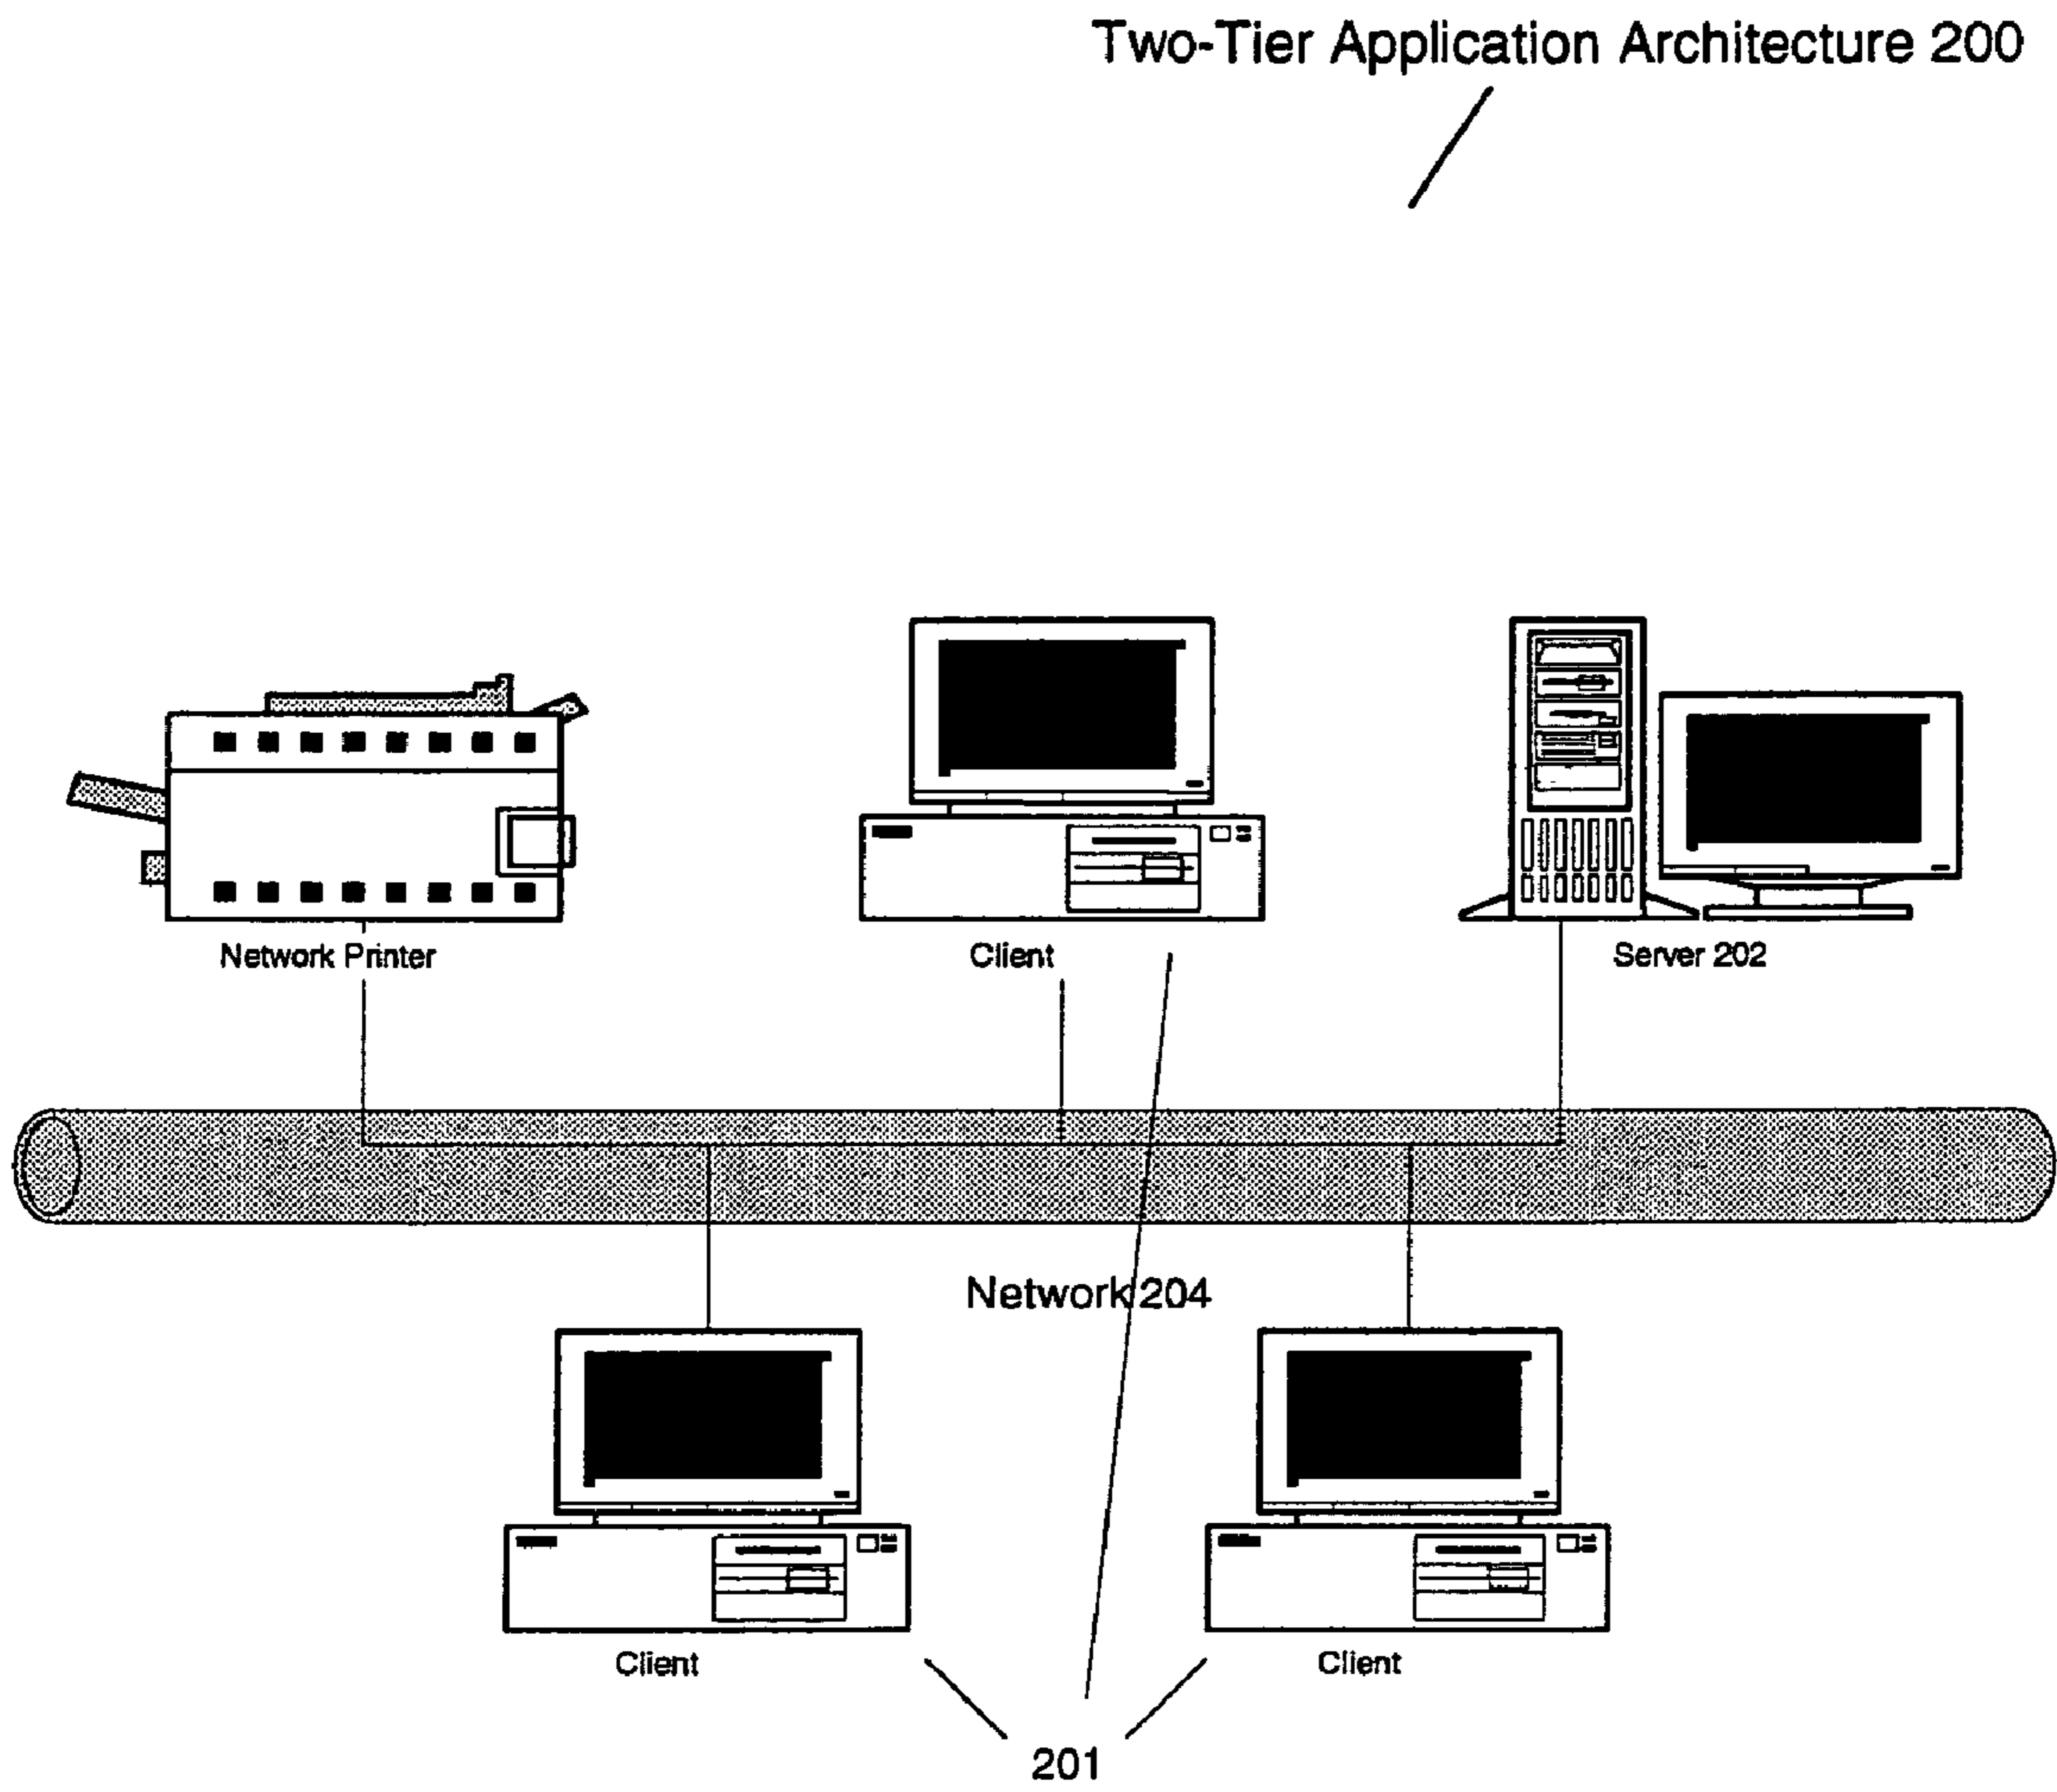 Two-Tier Application Architecture 200
Network Printer
Client
Server 202
Network 204
Client
Client
201